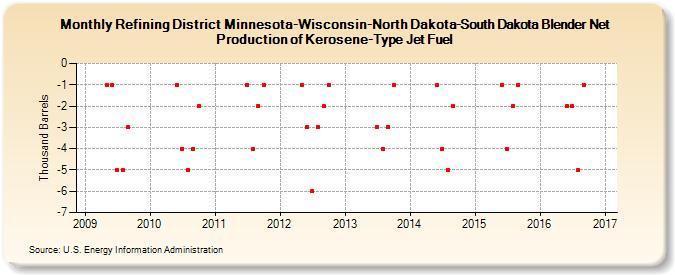 Monthly Refining District Minnesota-Wisconsin-North Dakota-South Dakota Blender Net
Production of Kerosene-Type Jet Fuel
Thousand Barrels
0
-1
-2
-3
-4
-5
-6
-7
2009 2010 2011 2012 2013 2014 2015 2016 2017
Source: U.S. Energy Information Administration